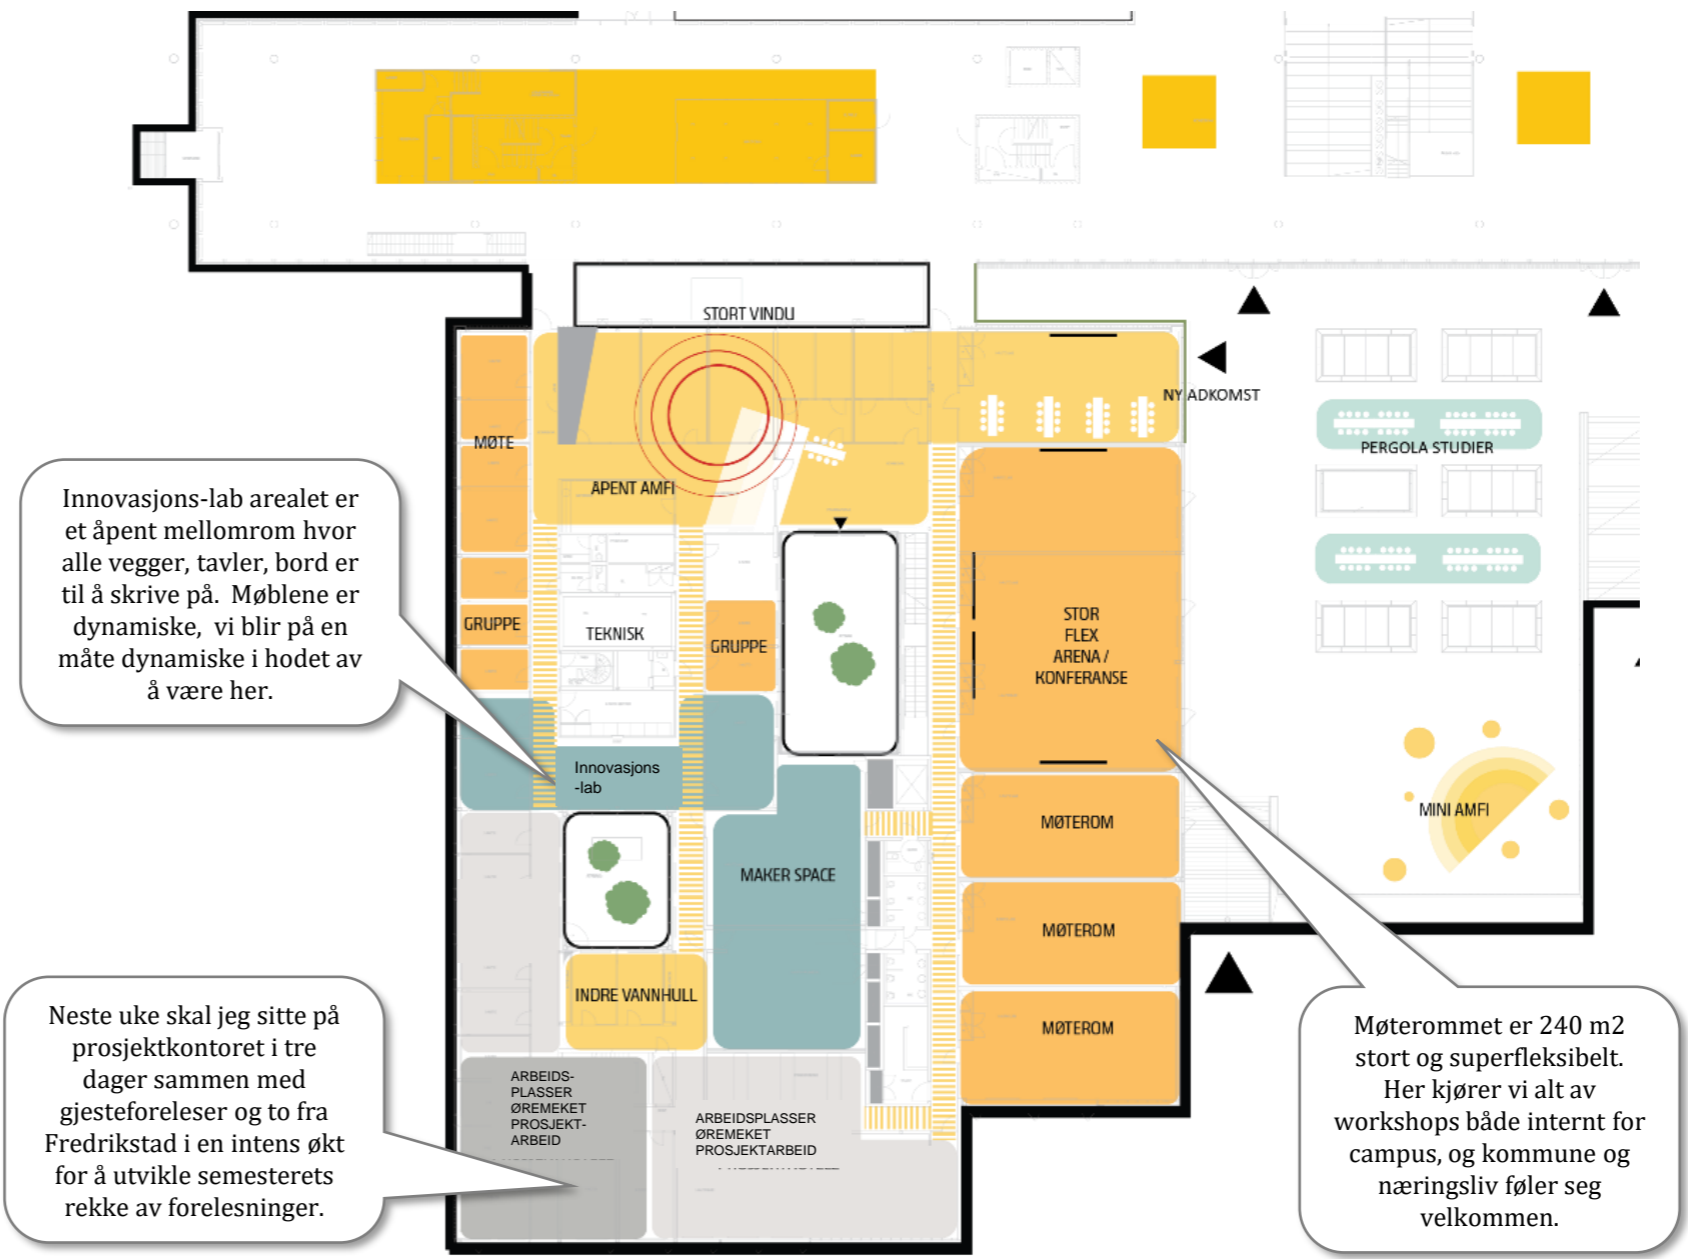 STORT VINDU
NY ADKOMST
MØTE
PERGOLA STUDIER
ÅPENT AMFI
Innovasjons-lab arealet er
et åpent mellomrom hvor
alle vegger, tavler, bord er
til å skrive på. Møblene er
dynamiske, vi blir på en
måte dynamiske i hodet av
å være her.
GRUPPE
TEKNISK
GRUPPE
STOR
FLEX
ARENA /
KONFERANSE
Innovasjons
-lab
MØTEROM
MINI AMFI
MAKER SPACE
MØTEROM
INDRE VANNHULL
MØTEROM
Neste uke skal jeg sitte på
prosjektkontoret i tre
dager sammen med
gjesteforeleser og to fra
Fredrikstad i en intens økt
for å utvikle semesterets
rekke av forelesninger.
ARBEIDS-
PLASSER
ØREMEKET
PROSJEKT-
ARBEID
ARBEIDSPLASSER
ØREMEKET
PROSJEKTARBEID
Møterommet er 240 m2
stort og superfleksibelt.
Her kjører vi alt av
workshops både internt for
campus, og kommune og
næringsliv føler seg
velkommen.